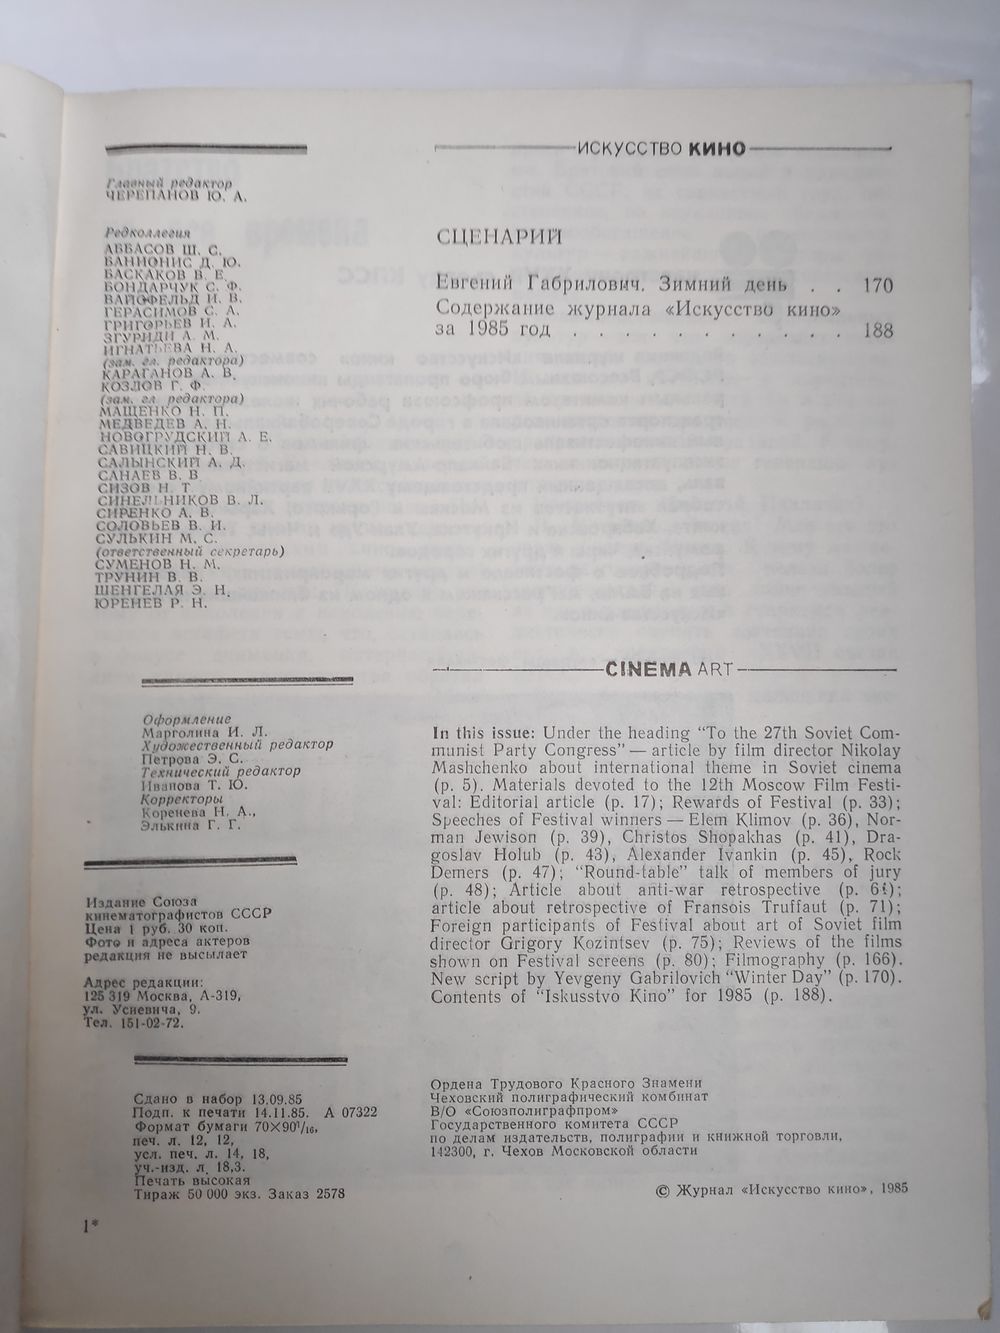 Главный редактор
ЧЕРЕПАНОВ Ю. А.
Редколлегия
АББАСОВ Ш. С.
БАНИОНИС Д. Ю.
БАСКАКОВ В. Е.
БОНДАРЧУК С. Ф.
ВАЙСФЕЛЬД И. В.
ГЕРАСИМОВ С. А.
ГРИГОРЬЕВ И. А.
ЗГУРИДИ А. М.
ИГНАТЬЕВА Н. А.
(зам. гл. редактора)
КАРАГАНОВ А. В.
КОЗЛОВ Г. Ф.
(зам. гл. редактора)
МАЩЕНКО Н. П.
МЕДВЕДЕВ А. Н.
НОВОГРУДСКИЙ А. Е.
САВИЦКИЙ Н. В.
САЛЫНСКИЙ А. Д.
САНАЕВ В. В
СИЗОВ Н. Т
СИНЕЛЬНИКОВ В. Л.
СИРЕНКО А. В.
СОЛОВЬЕВ В. И.
СУЛЬКИН М. С.
(ответственный секретарь)
СУМЕНОВ Н. М.
ТРУНИН В. В.
ШЕНГЕЛАЯ Э. Н.
ЮРЕНЕВ Р. Н.
Оформление
Марголина И. Л.
Художественный редактор
Петрова Э. С.
Технический редактор
Иванова Т. Ю.
Корректоры
Коренева Н. А.,
Элькина Г. Г.
Издание Союза
кинематографистов СССР
Цена 1 руб. 30 коп.
Фото и адреса актеров
редакция не высылает
Адрес редакции:
125 319 Москва, А-319,
ул. Усиевича, 9.
Тел. 151-02-72.
Сдано в набор 13.09.85
Подп. к печати 14.11.85. А 07322
Формат бумаги 70×90¹/₁₆,
печ. л. 12, 12,
усл. печ. л. 14, 18,
уч.-изд. л. 18,3.
Печать высокая
Тираж 50 000 экз. Заказ 2578
1*
ИСКУССТВО КИНО
СЦЕНАРИЙ
Евгений Габрилович. Зимний день . . 170
Содержание журнала «Искусство кино»
за 1985 год . . . . . . . . . . . . 188
CINEMA ART
In this issue: Under the heading “To the 27th Soviet Com-
munist Party Congress” — article by film director Nikolay
Mashchenko about international theme in Soviet cinema
(p. 5). Materials devoted to the 12th Moscow Film Festi-
val: Editorial article (p. 17); Rewards of Festival (p. 33);
Speeches of Festival winners — Elem Klimov (p. 36), Nor-
man Jewison (p. 39), Christos Shopakhas (p. 41), Dra-
goslav Holub (p. 43), Alexander Ivankin (p. 45), Rock
Demers (p. 47); “Round-table” talk of members of jury
(p. 48); Article about anti-war retrospective (p. 61);
article about retrospective of Fransois Truffaut (p. 71);
Foreign participants of Festival about art of Soviet film
director Grigory Kozintsev (p. 75); Reviews of the films
shown on Festival screens (p. 80); Filmography (p. 166).
New script by Yevgeny Gabrilovich “Winter Day” (p. 170).
Contents of “Iskusstvo Kino” for 1985 (p. 188).
Ордена Трудового Красного Знамени
Чеховский полиграфический комбинат
В/О «Союзполиграфпром»
Государственного комитета СССР
по делам издательств, полиграфии и книжной торговли,
142300, г. Чехов Московской области
© Журнал «Искусство кино», 1985